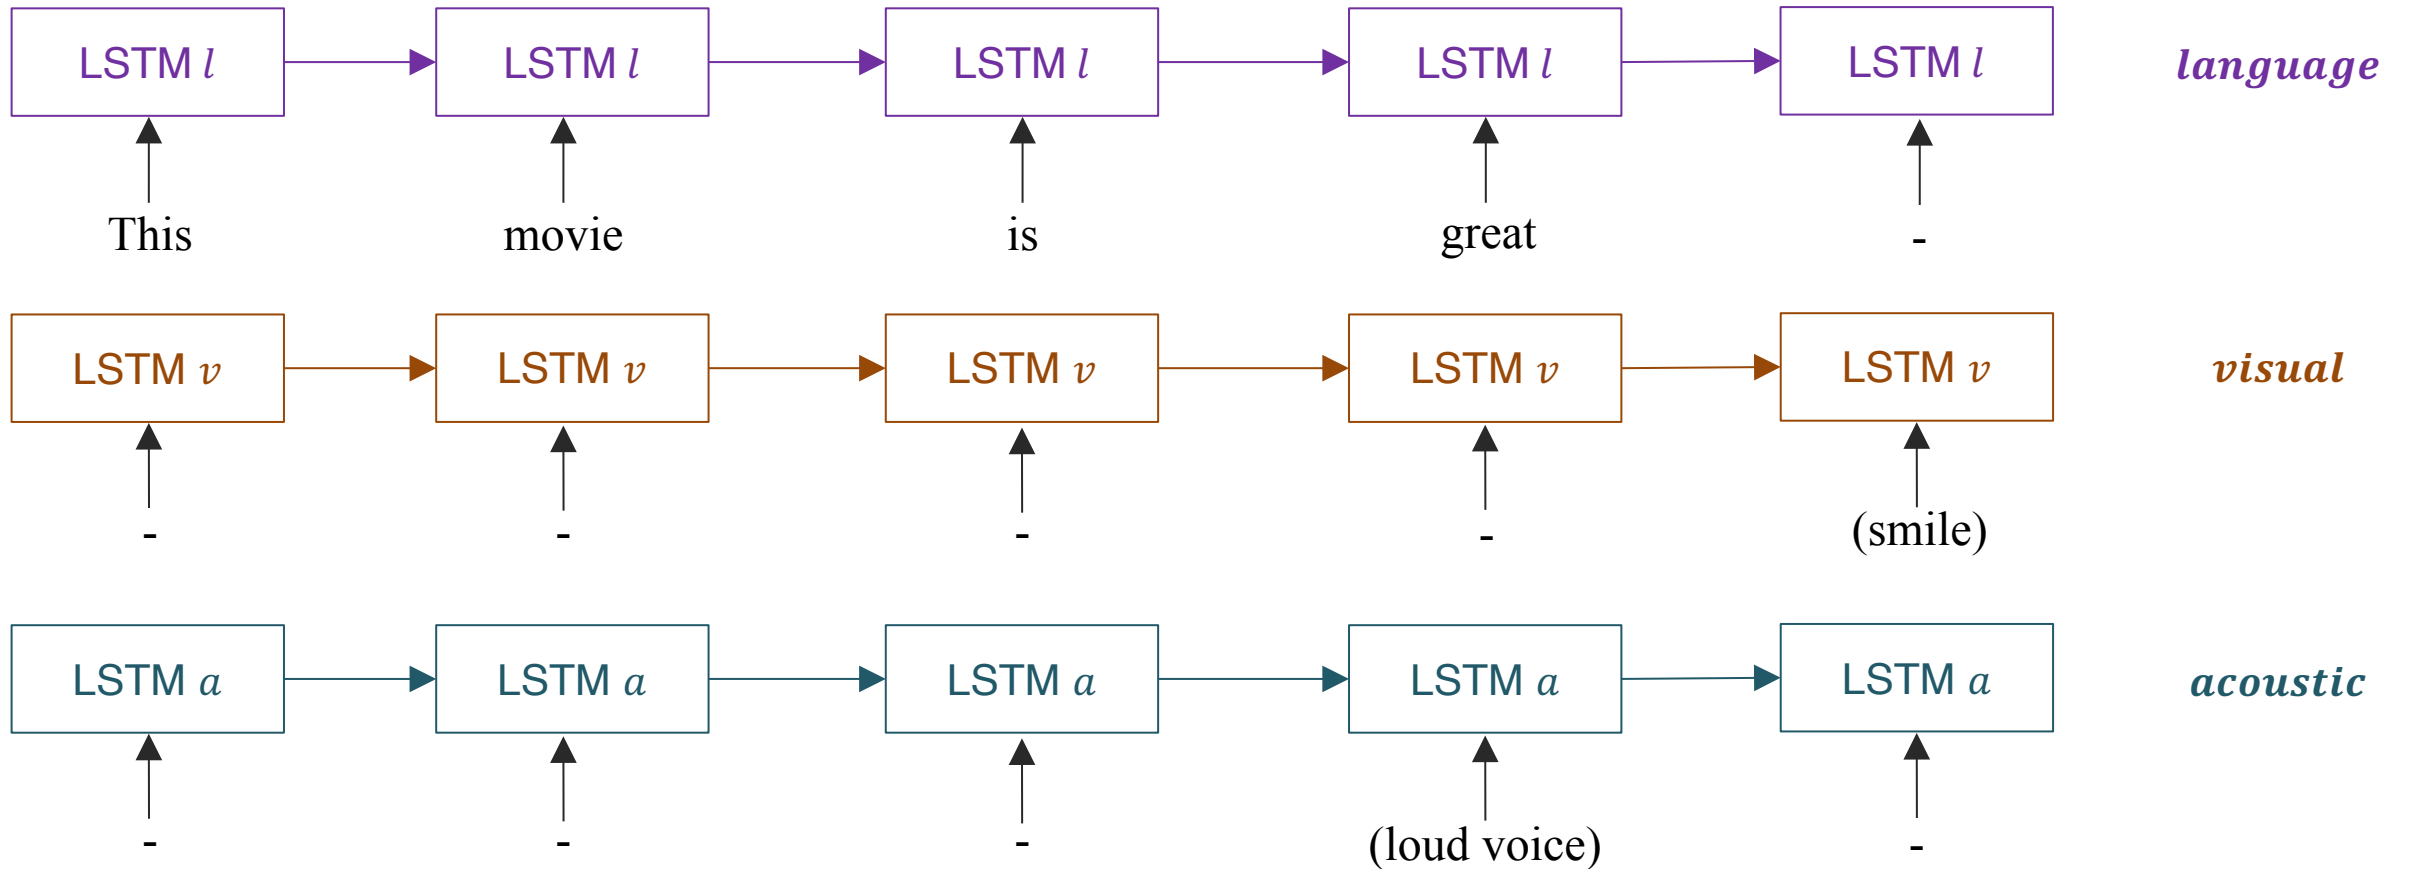 LSTM l LSTM l LSTM l LSTM l LSTM l language
This movie is great -
LSTM v LSTM v LSTM v LSTM v LSTM v visual
- - - - (smile)
LSTM a LSTM a LSTM a LSTM a LSTM a acoustic
- - - (loud voice) -